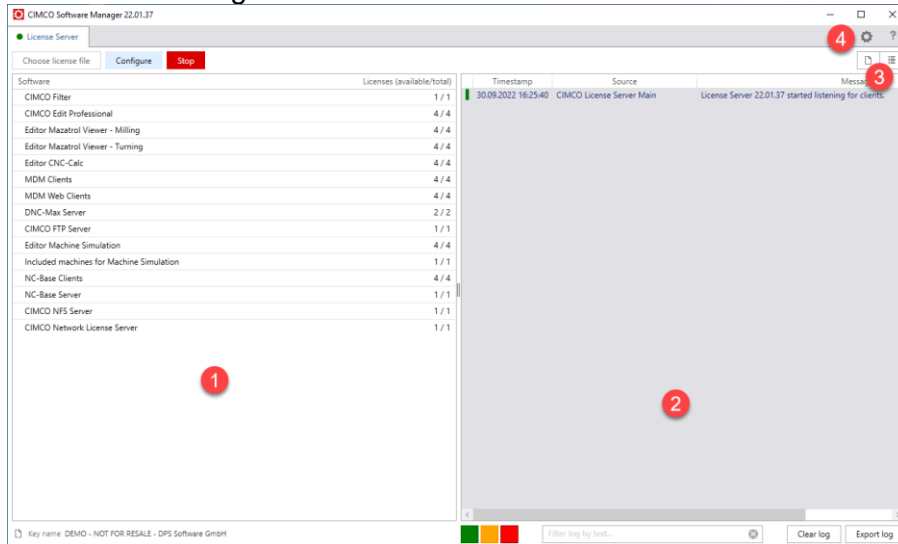 CIMCO Software Manager 22.01.37
License Server
4
?
Choose license file Configure Stop
3
Software Licenses (available/total)
Timestamp Source Messag
CIMCO Filter 1 / 1
30.09.2022 16:25:40 CIMCO License Server Main License Server 22.01.37 started listening for clients.
CIMCO Edit Professional 4 / 4
Editor Mazatrol Viewer - Milling 4 / 4
Editor Mazatrol Viewer - Turning 4 / 4
Editor CNC-Calc 4 / 4
MDM Clients 4 / 4
MDM Web Clients 4 / 4
DNC-Max Server 2 / 2
CIMCO FTP Server 1 / 1
Editor Machine Simulation 4 / 4
Included machines for Machine Simulation 1 / 1
NC-Base Clients 4 / 4
NC-Base Server 1 / 1
CIMCO NFS Server 1 / 1
CIMCO Network License Server 1 / 1
1
2
Key name DEMO - NOT FOR RESALE - DPS Software GmbH
Filter log by text... Clear log Export log